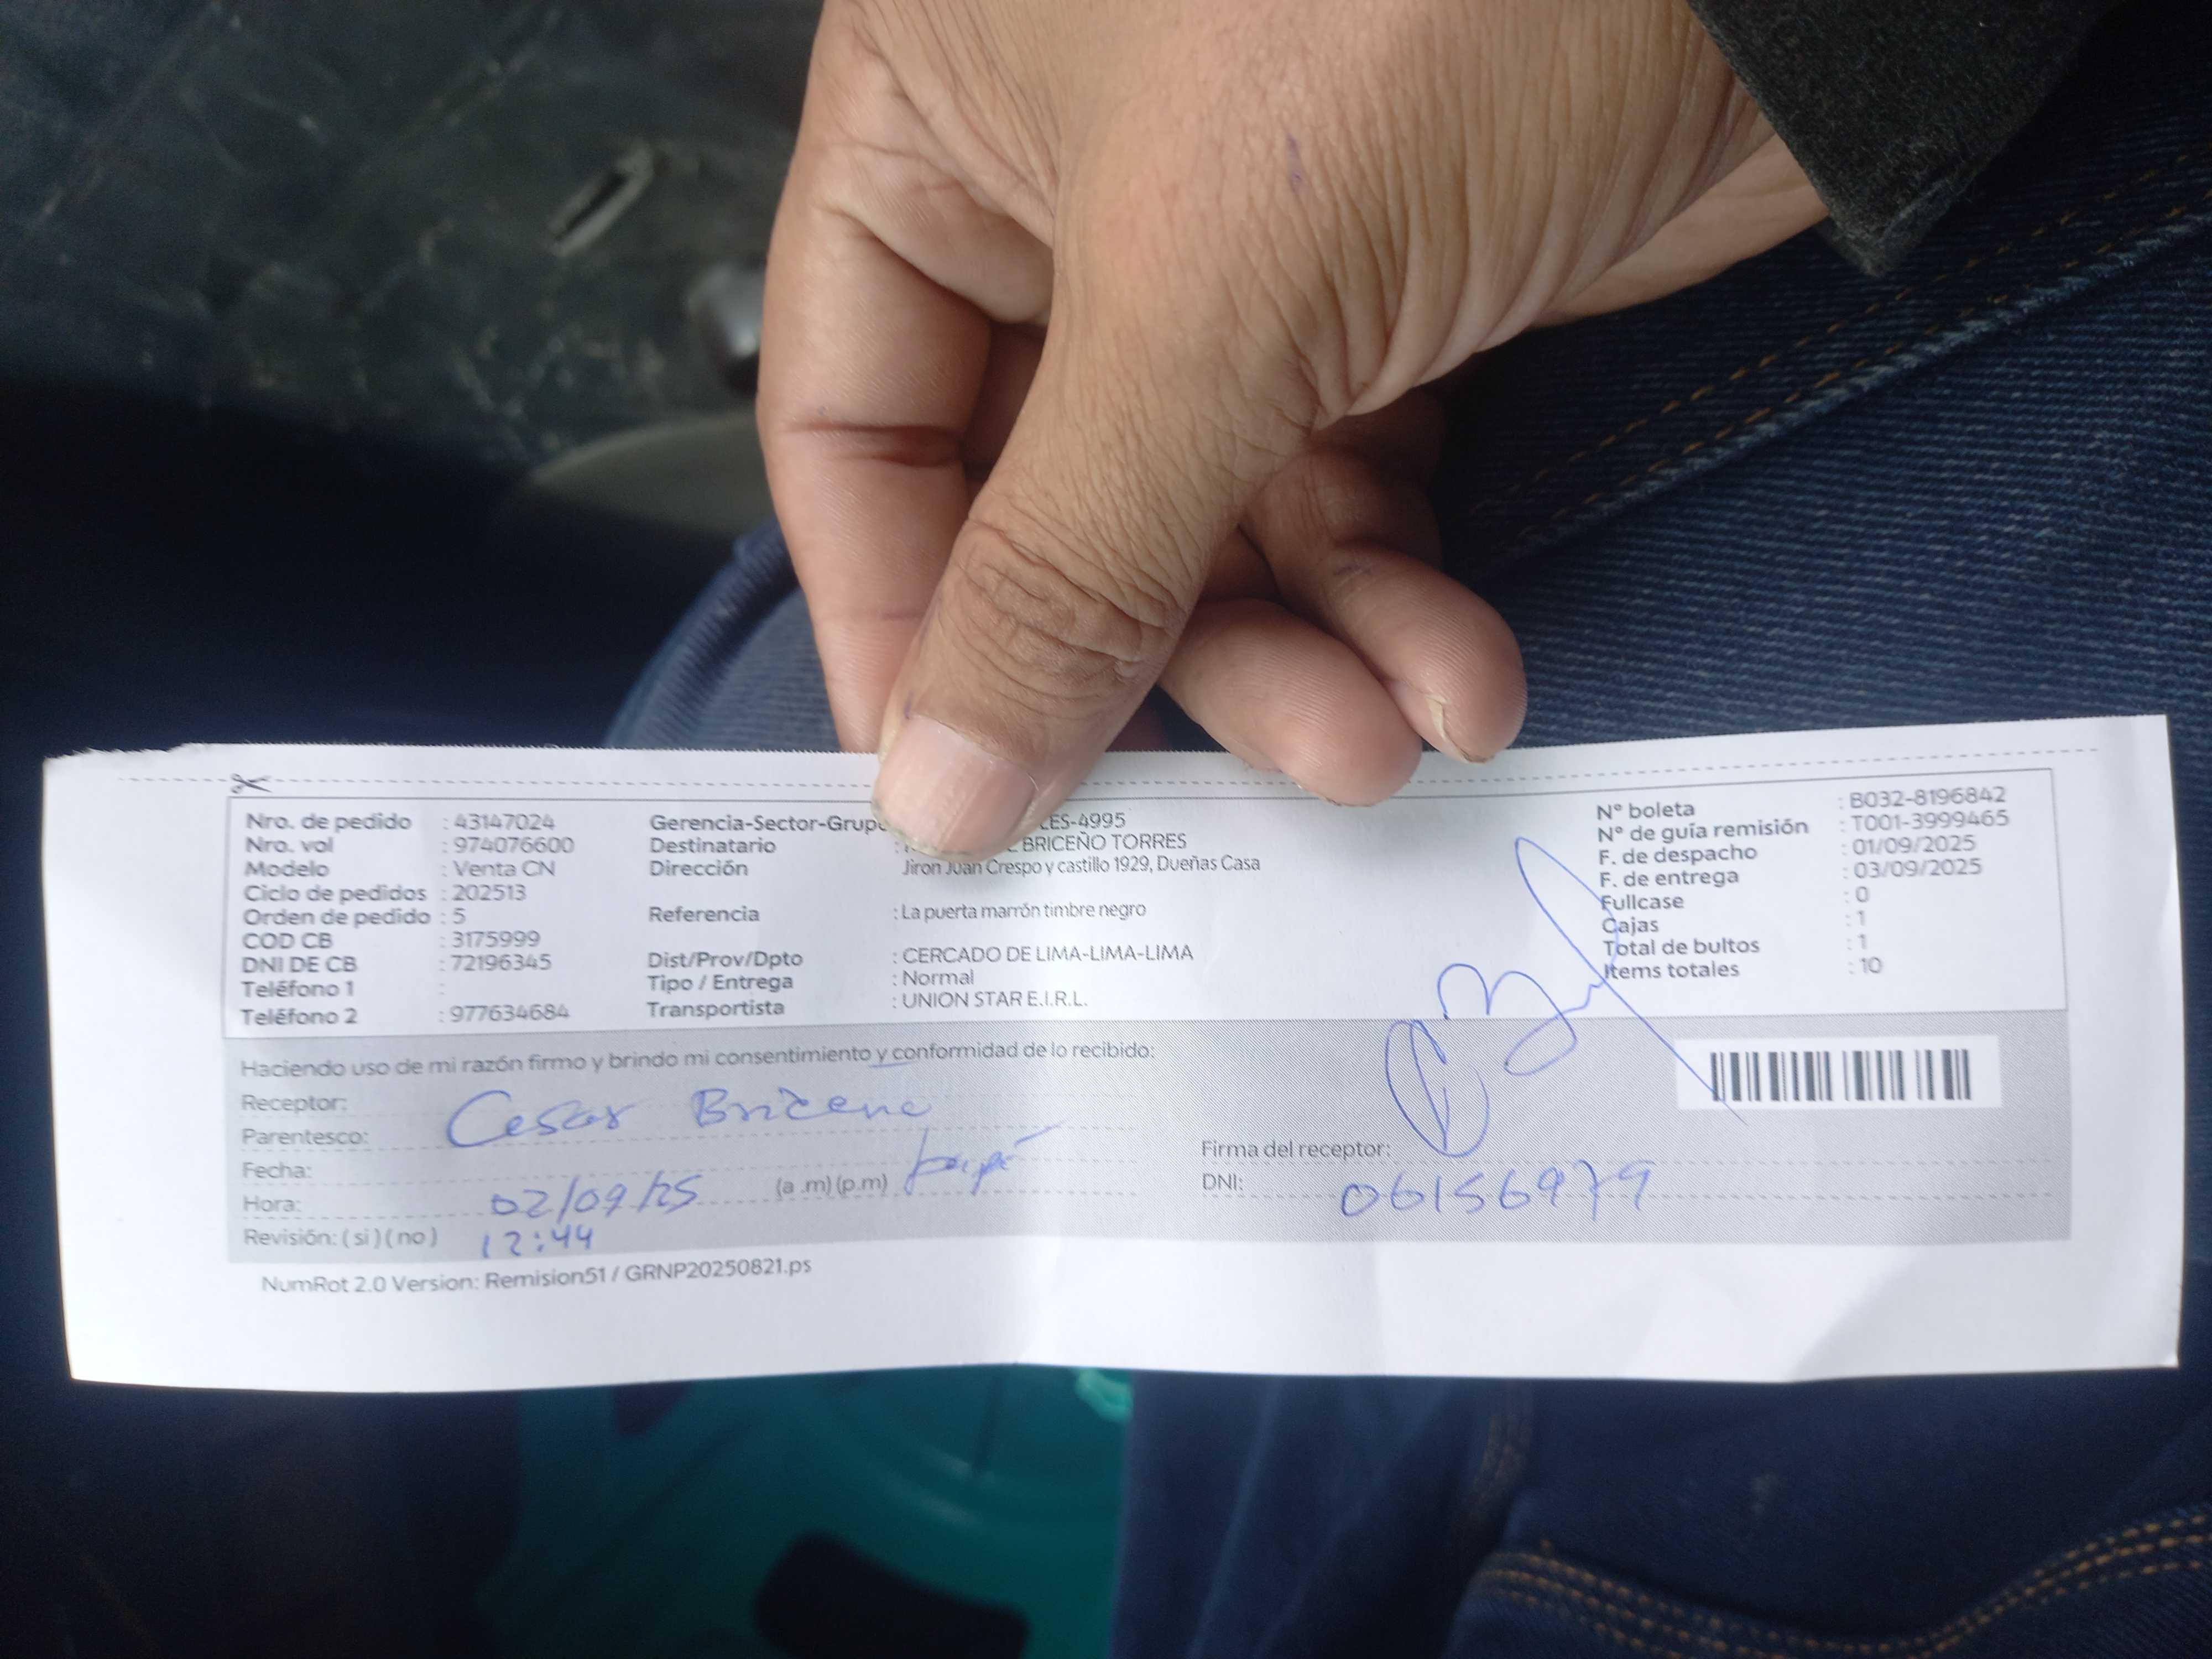 Nro. de pedido : 43147024
Nro. vol : 974076600
Modelo : Venta CN
Ciclo de pedidos : 202513
Orden de pedido : 5
COD CB : 3175999
DNI DE CB : 72196345
Teléfono 1 :
Teléfono 2 : 977634684
Gerencia-Sector-Grupo LES-4995
Destinatario : BRICEÑO TORRES
Dirección Jiron Juan Crespo y castillo 1929, Dueñas Casa
Referencia : La puerta marrón timbre negro
Dist/Prov/Dpto : CERCADO DE LIMA-LIMA-LIMA
Tipo / Entrega : Normal
Transportista : UNION STAR E.I.R.L.
N° boleta : B032-8196842
N° de guía remisión : T001-3999465
F. de despacho : 01/09/2025
F. de entrega : 03/09/2025
Fullcase : 0
Cajas : 1
Total de bultos : 1
Items totales : 10
Haciendo uso de mi razón firmo y brindo mi consentimiento y conformidad de lo recibido:
Receptor: Cesar Briceno
Parentesco: papá
Fecha: 02/09/25
Hora: 12:44 (a .m) (p.m)
Revisión: ( si ) ( no )
Firma del receptor:
DNI: 06156979
NumRot 2.0 Version: Remision51 / GRNP20250821.ps